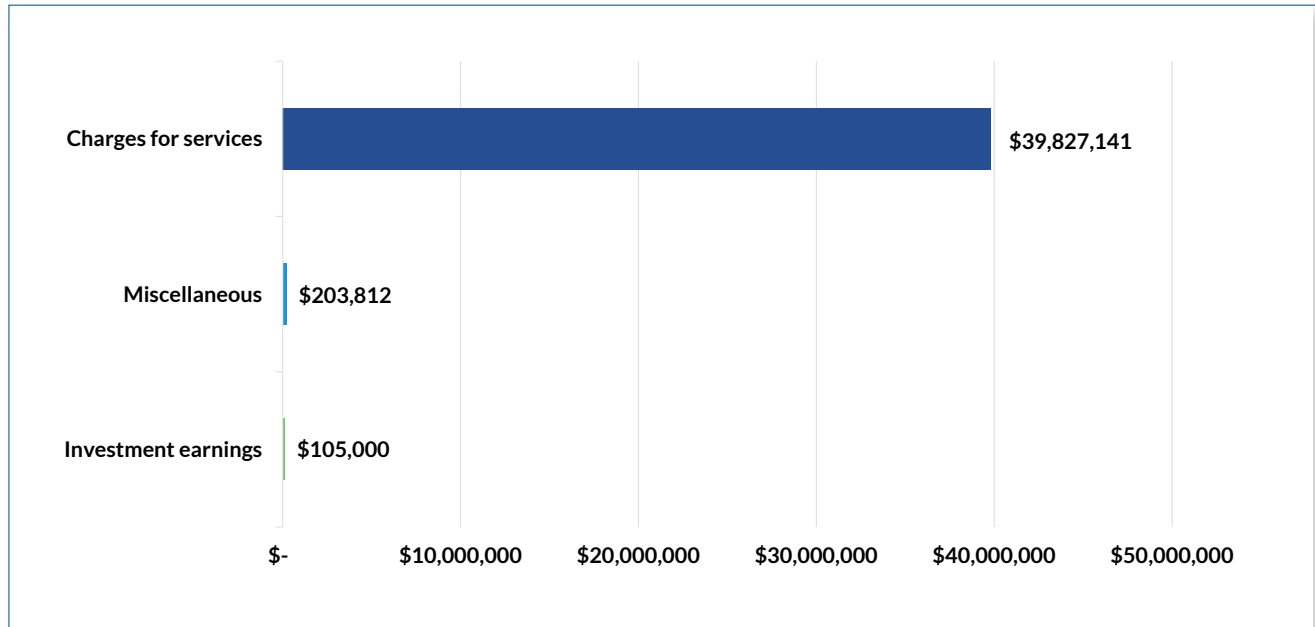 Charges for services $39,827,141
Miscellaneous $203,812
Investment earnings $105,000
$- $10,000,000 $20,000,000 $30,000,000 $40,000,000 $50,000,000